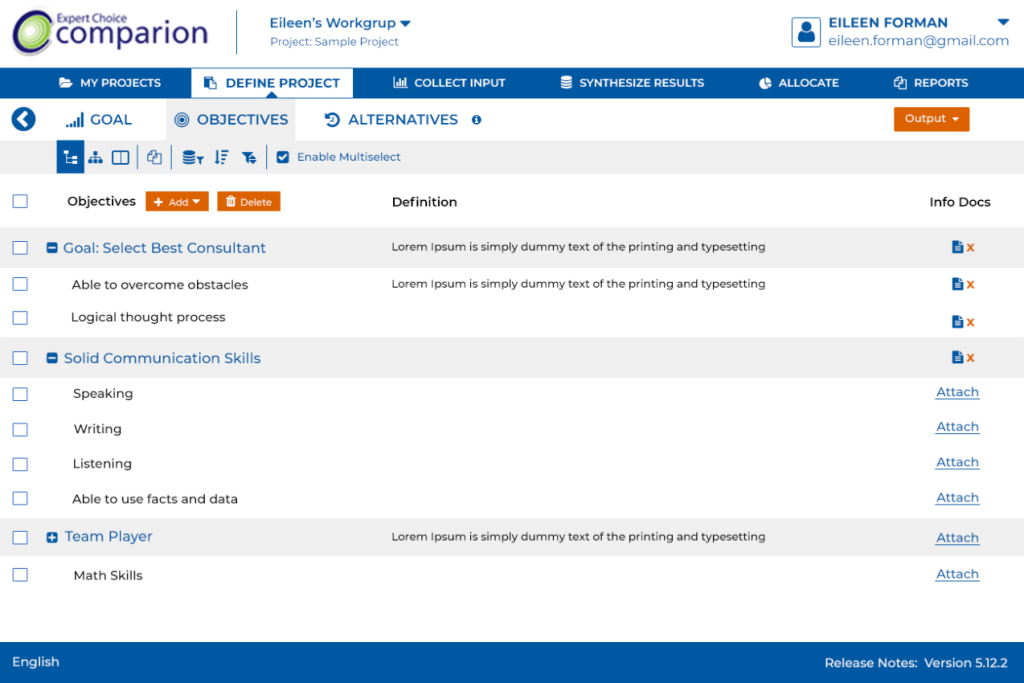 Expert Choice
comparion
Eileen's Workgrup
Project: Sample Project
EILEEN FORMAN
eileen.forman@gmail.com
MY PROJECTS DEFINE PROJECT COLLECT INPUT SYNTHESIZE RESULTS ALLOCATE REPORTS
GOAL OBJECTIVES ALTERNATIVES Output
Enable Multiselect
Objectives Add Delete Definition Info Docs
Goal: Select Best Consultant Lorem Ipsum is simply dummy text of the printing and typesetting
Able to overcome obstacles Lorem Ipsum is simply dummy text of the printing and typesetting
Logical thought process
Solid Communication Skills
Speaking Attach
Writing Attach
Listening Attach
Able to use facts and data Attach
Team Player Lorem Ipsum is simply dummy text of the printing and typesetting Attach
Math Skills Attach
English Release Notes: Version 5.12.2